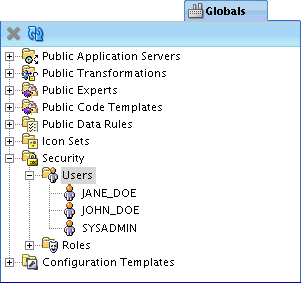 Globals
Public Application Servers
Public Transformations
Public Experts
Public Code Templates
Public Data Rules
Icon Sets
Security
Users
JANE_DOE
JOHN_DOE
SYSADMIN
Roles
Configuration Templates